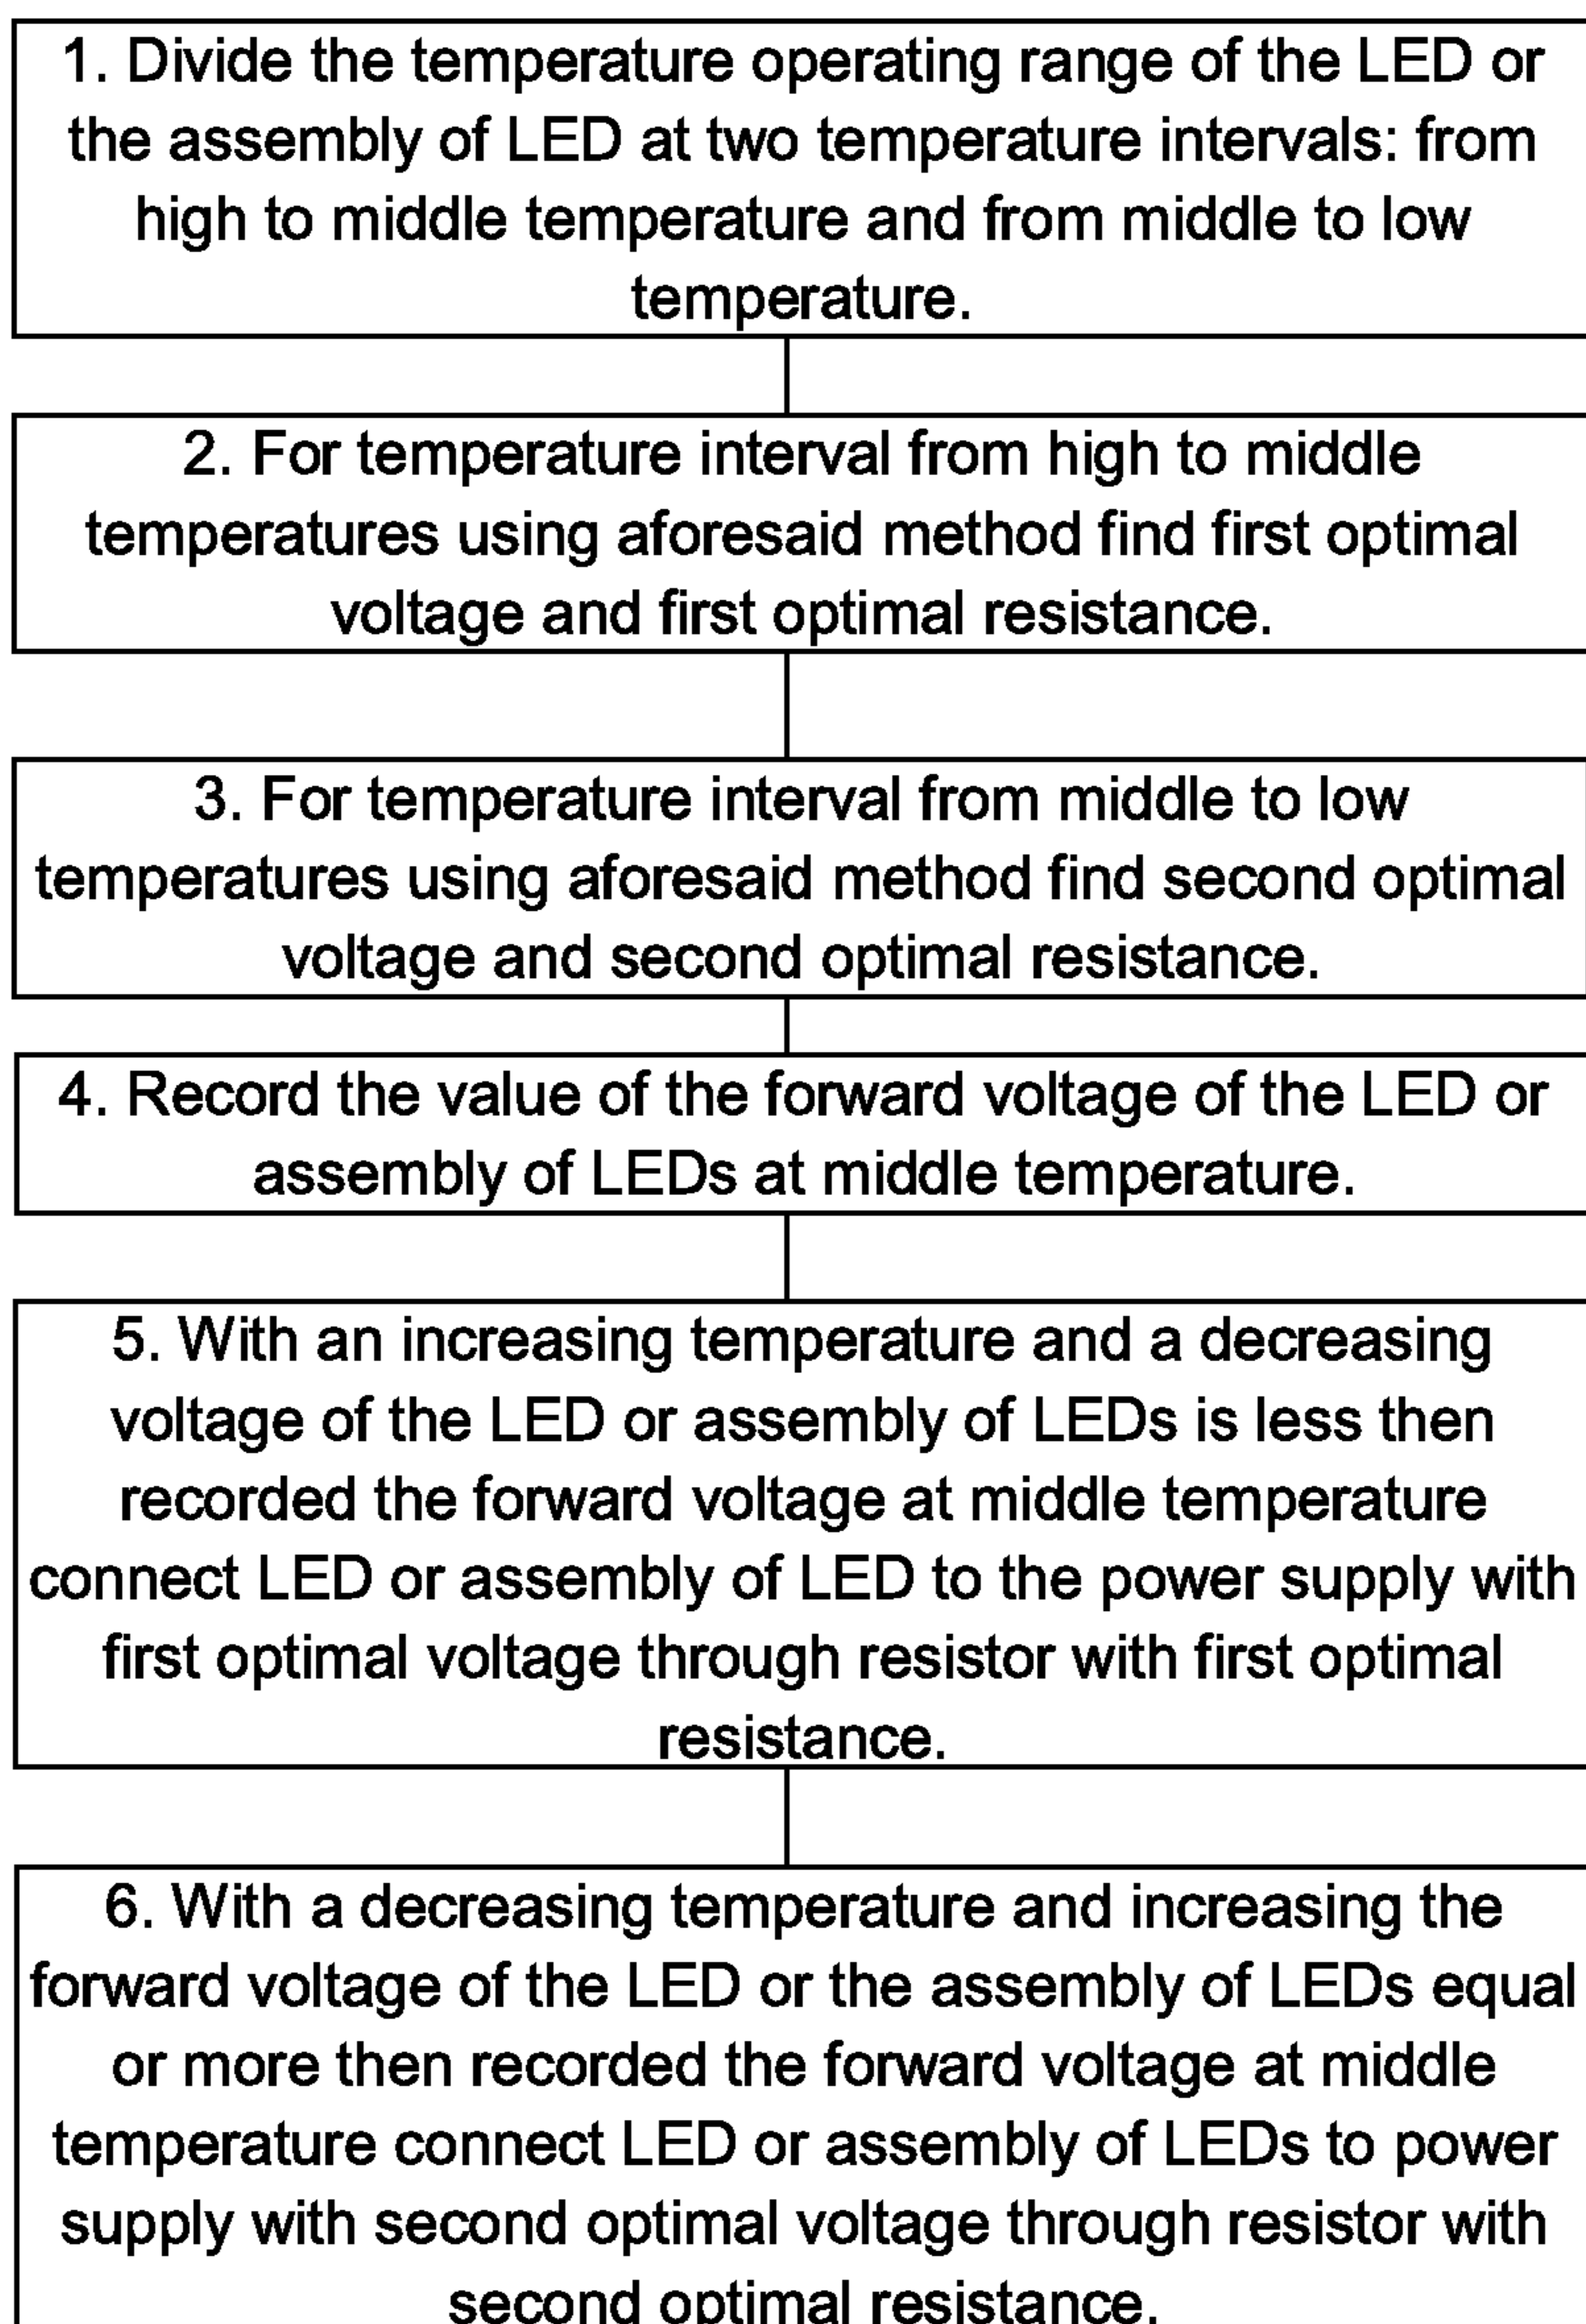 1. Divide the temperature operating range of the LED or
the assembly of LED at two temperature intervals: from
high to middle temperature and from middle to low
temperature.
2. For temperature interval from high to middle
temperatures using aforesaid method find first optimal
voltage and first optimal resistance.
3. For temperature interval from middle to low
temperatures using aforesaid method find second optimal
voltage and second optimal resistance.
4. Record the value of the forward voltage of the LED or
assembly of LEDs at middle temperature.
5. With an increasing temperature and a decreasing
voltage of the LED or assembly of LEDs is less then
recorded the forward voltage at middle temperature
connect LED or assembly of LED to the power supply with
first optimal voltage through resistor with first optimal
resistance.
6. With a decreasing temperature and increasing the
forward voltage of the LED or the assembly of LEDs equal
or more then recorded the forward voltage at middle
temperature connect LED or assembly of LEDs to power
supply with second optimal voltage through resistor with
second optimal resistance.